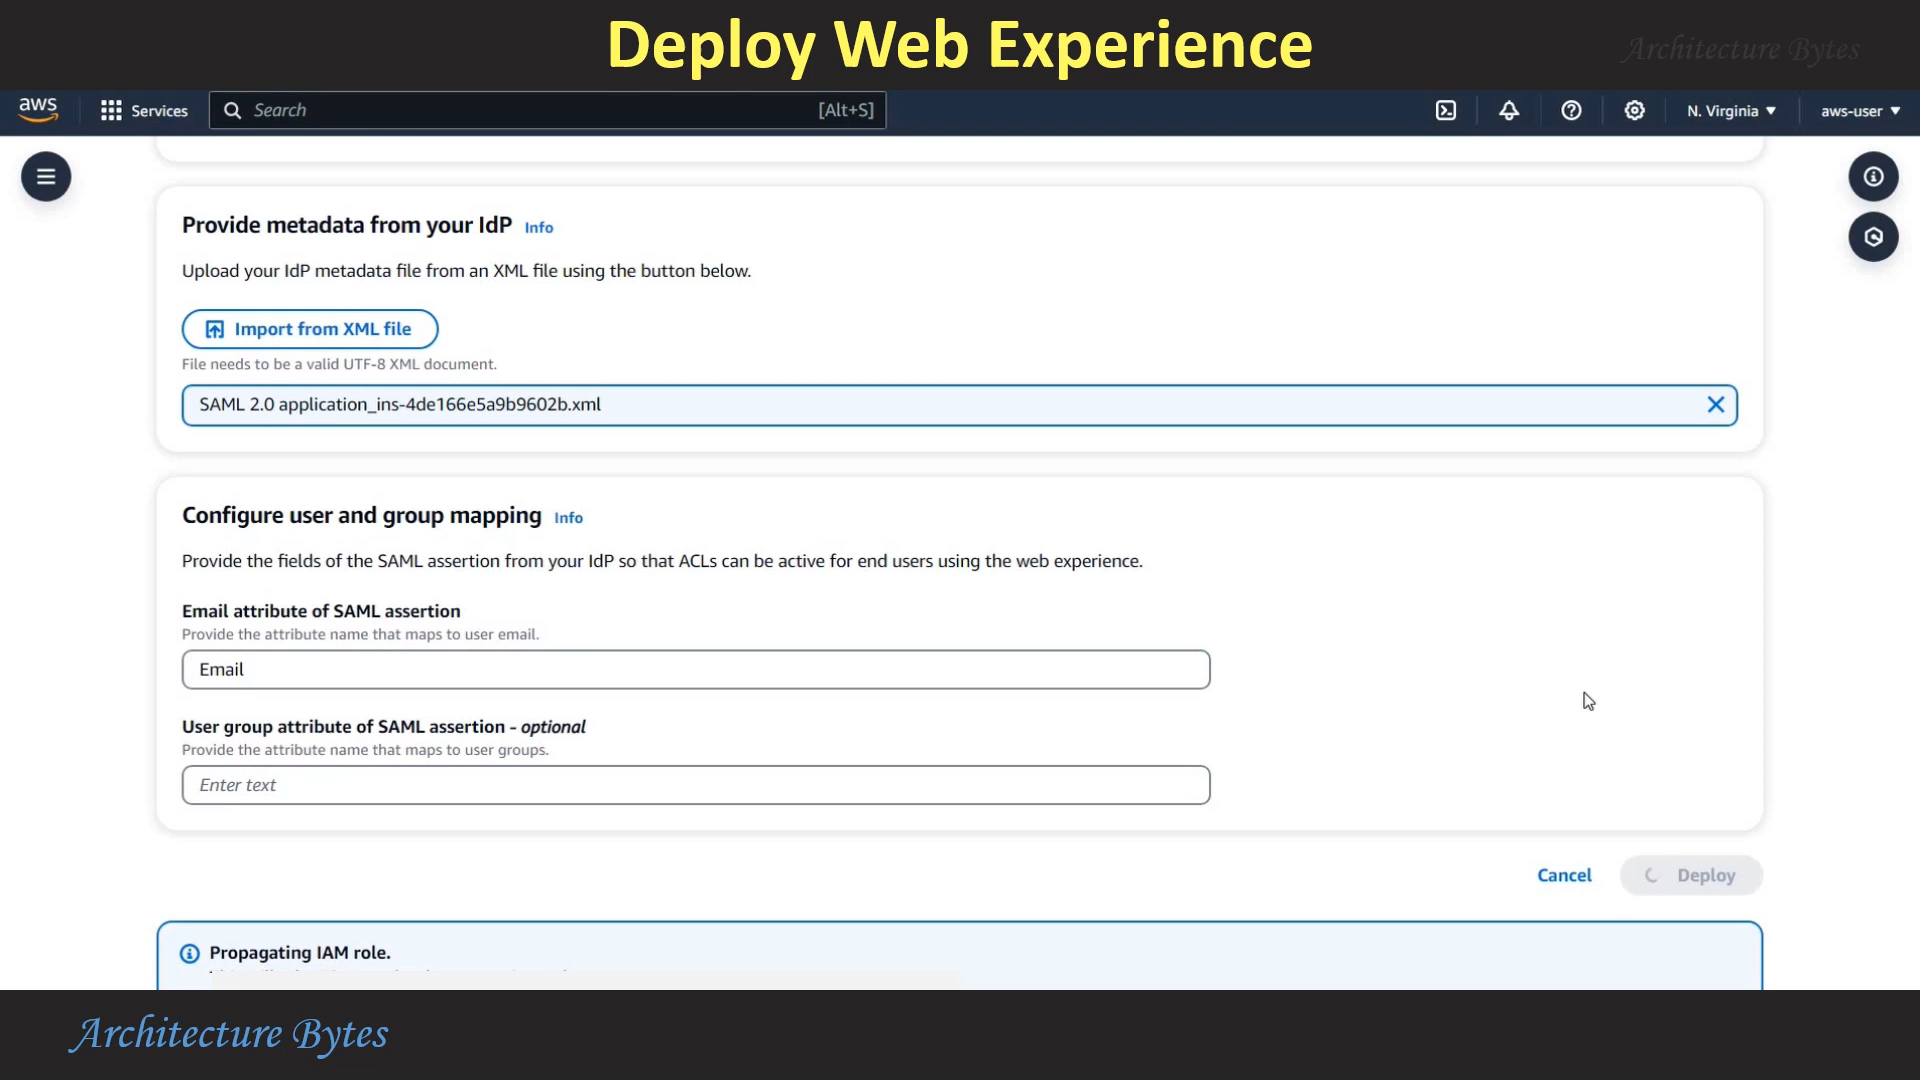 Deploy Web Experience
Architecture Bytes
aws
Services
Search
[Alt+S]
N. Virginia
aws-user
Provide metadata from your IdP Info
Upload your IdP metadata file from an XML file using the button below.
Import from XML file
File needs to be a valid UTF-8 XML document.
SAML 2.0 application_ins-4de166e5a9b9602b.xml
Configure user and group mapping Info
Provide the fields of the SAML assertion from your IdP so that ACLs can be active for end users using the web experience.
Email attribute of SAML assertion
Provide the attribute name that maps to user email.
Email
User group attribute of SAML assertion - optional
Provide the attribute name that maps to user groups.
Enter text
Cancel
Deploy
Propagating IAM role.
Architecture Bytes